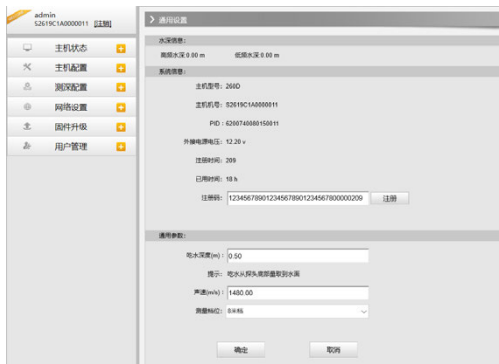 admin
S2619C1A0000011 [注销]
主机状态
主机配置
测深配置
网络设置
固件升级
用户管理
通用设置
水深信息:
高频水深 0.00 m 低频水深 0.00 m
系统信息:
主机型号: 260D
主机机号: S2619C1A0000011
PID: 6200740080150011
外接电源电压: 12.20 v
注册时间: 209
已用时间: 18 h
注册码: 123456789012345678901234567800000209 注册
通用参数:
吃水深度(m): 0.50
提示: 吃水从探头底部量取到水面
声速(m/s): 1480.00
测量档位: 8米档
确定 取消